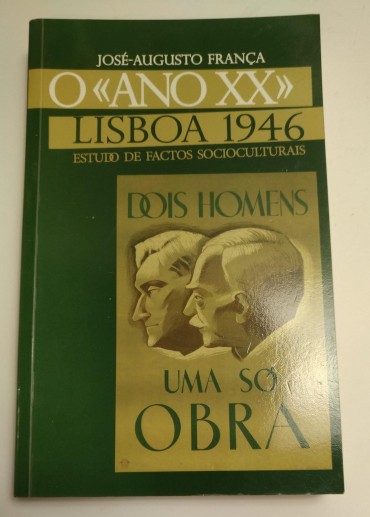 JOSÉ-AUGUSTO FRANÇA
O «ANO XX»
LISBOA 1946
ESTUDO DE FACTOS SOCIOCULTURAIS
DOIS HOMENS
UMA SÓ
OBRA